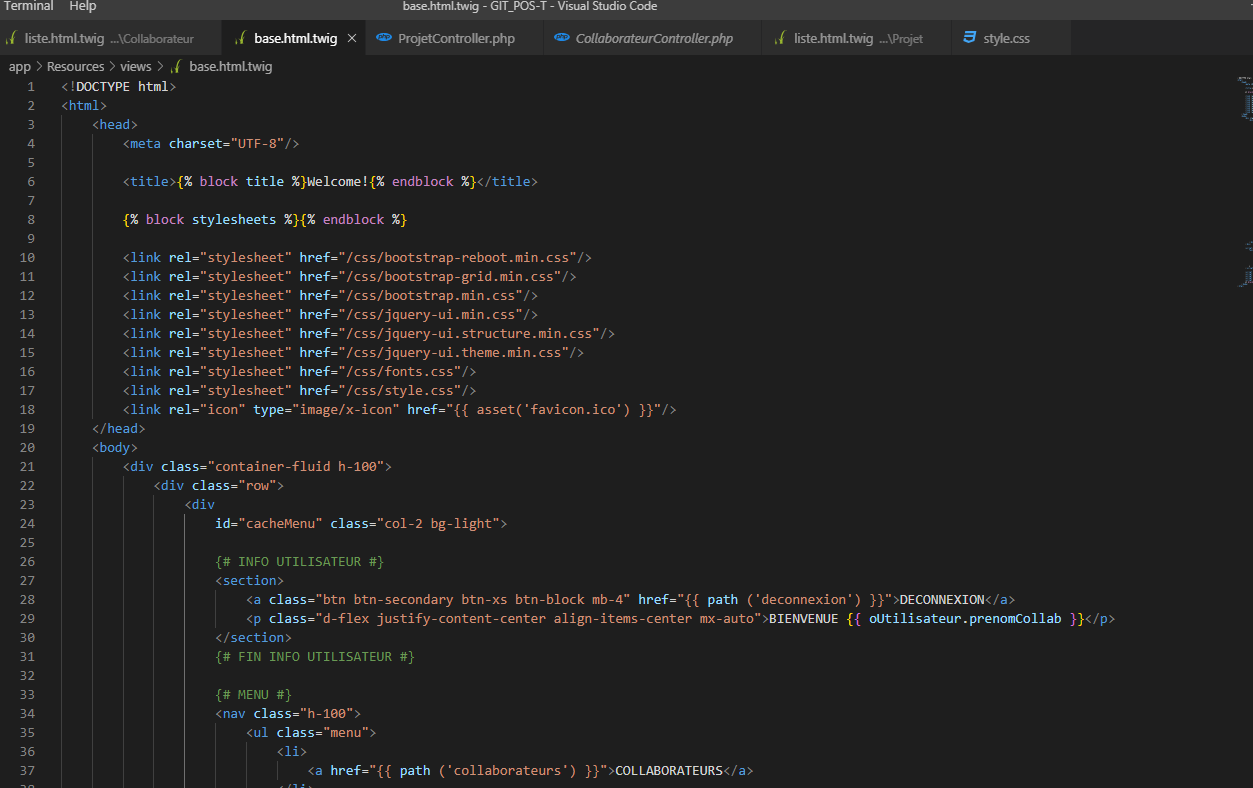 Terminal Help base.html.twig - GIT_POS-T - Visual Studio Code
liste.html.twig ...\Collaborateur base.html.twig × ProjetController.php CollaborateurController.php liste.html.twig ...\Projet style.css
app > Resources > views > base.html.twig
1 <!DOCTYPE html>
2 <html>
3 <head>
4 <meta charset="UTF-8"/>
5
6 <title>{% block title %}Welcome!{% endblock %}</title>
7
8 {% block stylesheets %}{% endblock %}
9
10 <link rel="stylesheet" href="/css/bootstrap-reboot.min.css"/>
11 <link rel="stylesheet" href="/css/bootstrap-grid.min.css"/>
12 <link rel="stylesheet" href="/css/bootstrap.min.css"/>
13 <link rel="stylesheet" href="/css/jquery-ui.min.css"/>
14 <link rel="stylesheet" href="/css/jquery-ui.structure.min.css"/>
15 <link rel="stylesheet" href="/css/jquery-ui.theme.min.css"/>
16 <link rel="stylesheet" href="/css/fonts.css"/>
17 <link rel="stylesheet" href="/css/style.css"/>
18 <link rel="icon" type="image/x-icon" href="{{ asset('favicon.ico') }}"/>
19 </head>
20 <body>
21 <div class="container-fluid h-100">
22 <div class="row">
23 <div
24 id="cacheMenu" class="col-2 bg-light">
25
26 {# INFO UTILISATEUR #}
27 <section>
28 <a class="btn btn-secondary btn-xs btn-block mb-4" href="{{ path ('deconnexion') }}">DECONNEXION</a>
29 <p class="d-flex justify-content-center align-items-center mx-auto">BIENVENUE {{ oUtilisateur.prenomCollab }}</p>
30 </section>
31 {# FIN INFO UTILISATEUR #}
32
33 {# MENU #}
34 <nav class="h-100">
35 <ul class="menu">
36 <li>
37 <a href="{{ path ('collaborateurs') }}">COLLABORATEURS</a>